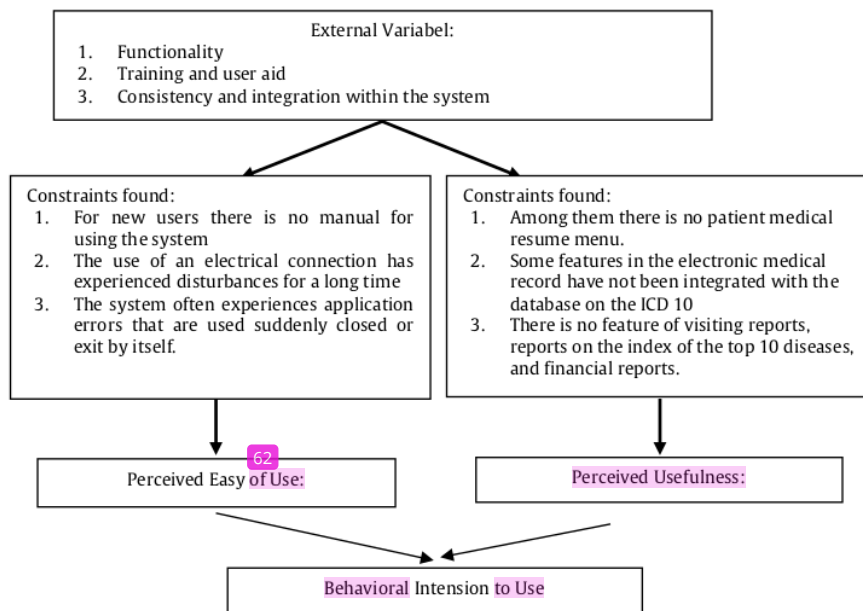 External Variabel:
1. Functionality
2. Training and user aid
3. Consistency and integration within the system
Constraints found:
1. For new users there is no manual for
using the system
2. The use of an electrical connection has
experienced disturbances for a long time
3. The system often experiences application
errors that are used suddenly closed or
exit by itself.
Constraints found:
1. Among them there is no patient medical
resume menu.
2. Some features in the electronic medical
record have not been integrated with the
database on the ICD 10
3. There is no feature of visiting reports,
reports on the index of the top 10 diseases,
and financial reports.
62
Perceived Easy of Use:
Perceived Usefulness:
Behavioral Intension to Use